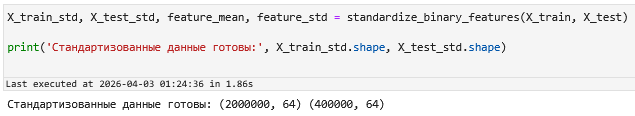 X_train_std, X_test_std, feature_mean, feature_std = standardize_binary_features(X_train, X_test)
print('Стандартизованные данные готовы:', X_train_std.shape, X_test_std.shape)
Last executed at 2026-04-03 01:24:36 in 1.86s
Стандартизованные данные готовы: (2000000, 64) (400000, 64)